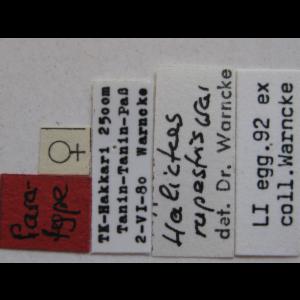 Para-
type
♀
TK-Hakkari 2500m
Tanin-Tanin-Paß
2-VI-80 Warncke
Halictus
rupestris War
det. Dr. Warncke
LI egg.92 ex
coll.Warncke